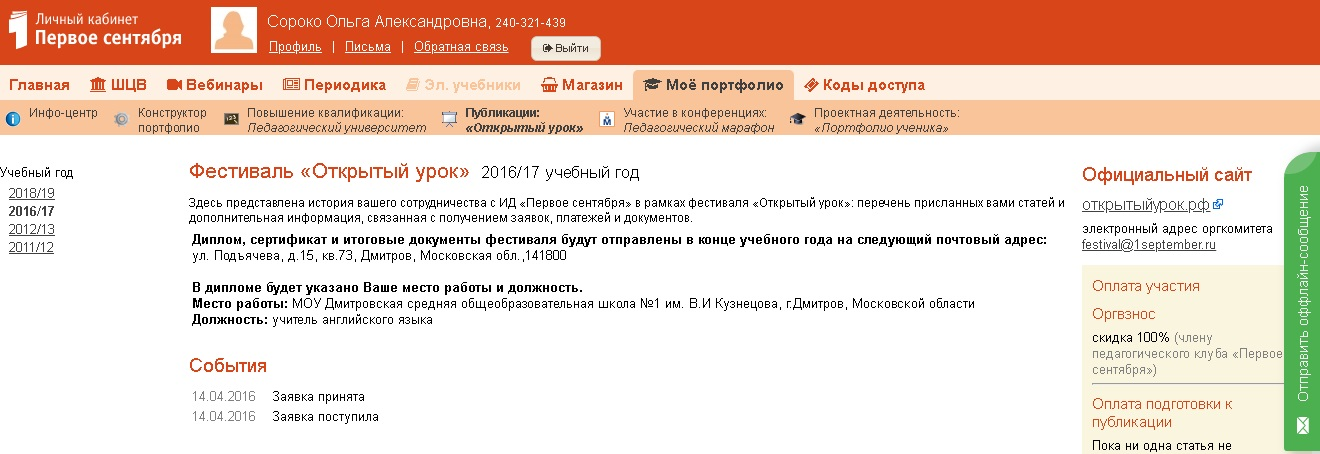 Личный кабинет
Первое сентября
Сороко Ольга Александровна, 240-321-439
Профиль | Письма | Обратная связь Выйти
Главная ШЦВ Вебинары Периодика Эл. учебники Магазин Моё портфолио Коды доступа
Инфо-центр
Конструктор
портфолио
Повышение квалификации:
Педагогический университет
Публикации:
«Открытый урок»
Участие в конференциях:
Педагогический марафон
Проектная деятельность:
«Портфолио ученика»
Учебный год
2018/19
2016/17
2012/13
2011/12
Фестиваль «Открытый урок» 2016/17 учебный год
Здесь представлена история вашего сотрудничества с ИД «Первое сентября» в рамках фестиваля «Открытый урок»: перечень присланных вами статей и
дополнительная информация, связанная с получением заявок, платежей и документов.
Диплом, сертификат и итоговые документы фестиваля будут отправлены в конце учебного года на следующий почтовый адрес:
ул. Подъячева, д.15, кв.73, Дмитров, Московская обл.,141800
В дипломе будет указано Ваше место работы и должность.
Место работы: МОУ Дмитровская средняя общеобразовательная школа №1 им. В.И Кузнецова, г.Дмитров, Московской области
Должность: учитель английского языка
События
14.04.2016 Заявка принята
14.04.2016 Заявка поступила
Официальный сайт
открытыйурок.рф
электронный адрес оргкомитета
festival@1september.ru
Оплата участия
Оргвзнос
скидка 100% (члену
педагогического клуба «Первое
сентября»)
Оплата подготовки к
публикации
Пока ни одна статья не
Отправить оффлайн-сообщение